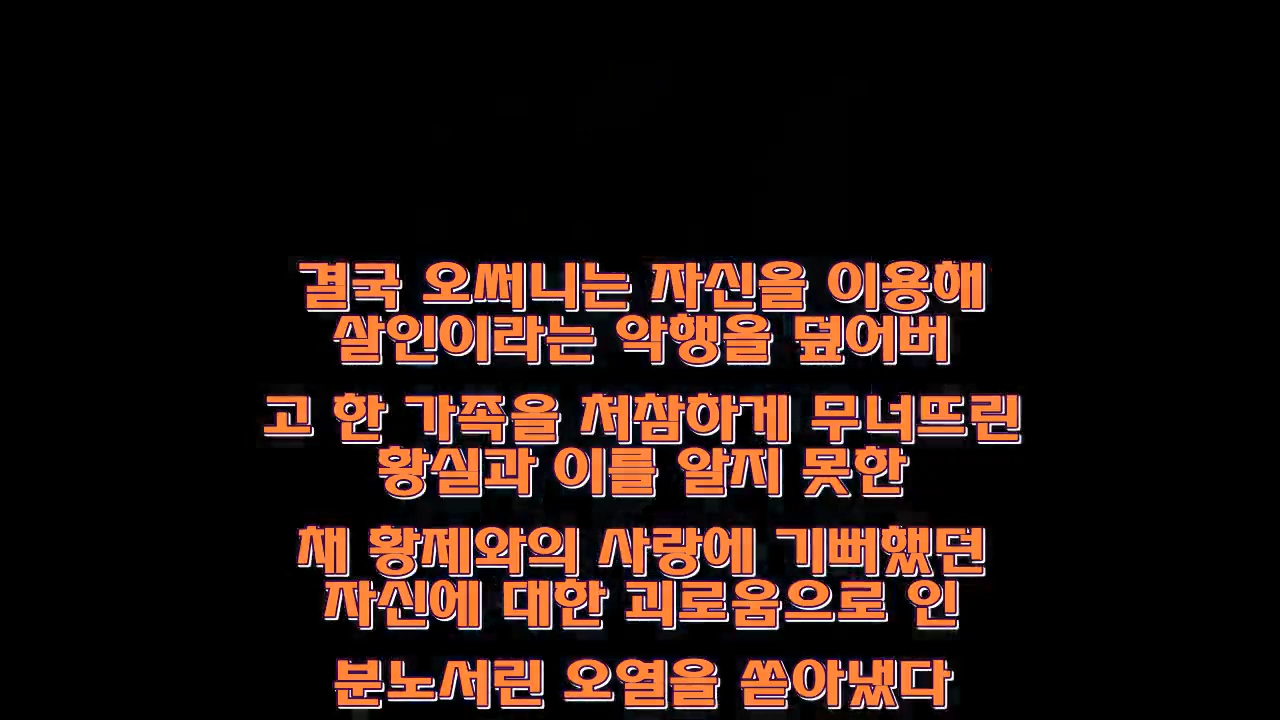 결국 오써니는 자신을 이용해
살인이라는 악행을 덮어버
고 한 가족을 처참하게 무너뜨린
황실과 이를 알지 못한
채 황제와의 사랑에 기뻐했던
자신에 대한 괴로움으로 인
분노서린 오열을 쏟아냈다